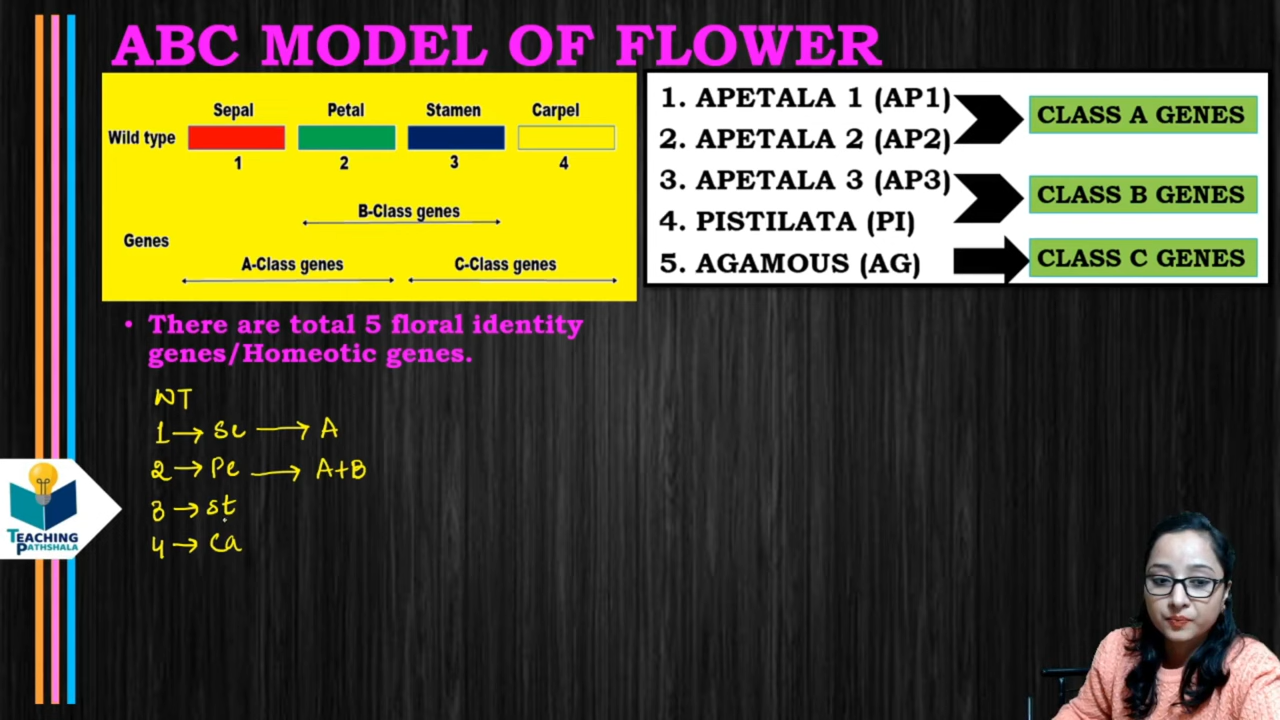 ABC MODEL OF FLOWER
Sepal Petal Stamen Carpel
Wild type
1 2 3 4
B-Class genes
Genes
A-Class genes C-Class genes
1. APETALA 1 (AP1)
2. APETALA 2 (AP2)
3. APETALA 3 (AP3)
4. PISTILATA (PI)
5. AGAMOUS (AG)
CLASS A GENES
CLASS B GENES
CLASS C GENES
• There are total 5 floral identity
genes/Homeotic genes.
WT
1 → Se → A
2 → Pe → A+B
3 → st
4 → Ca
TEACHING
PATHSHALA